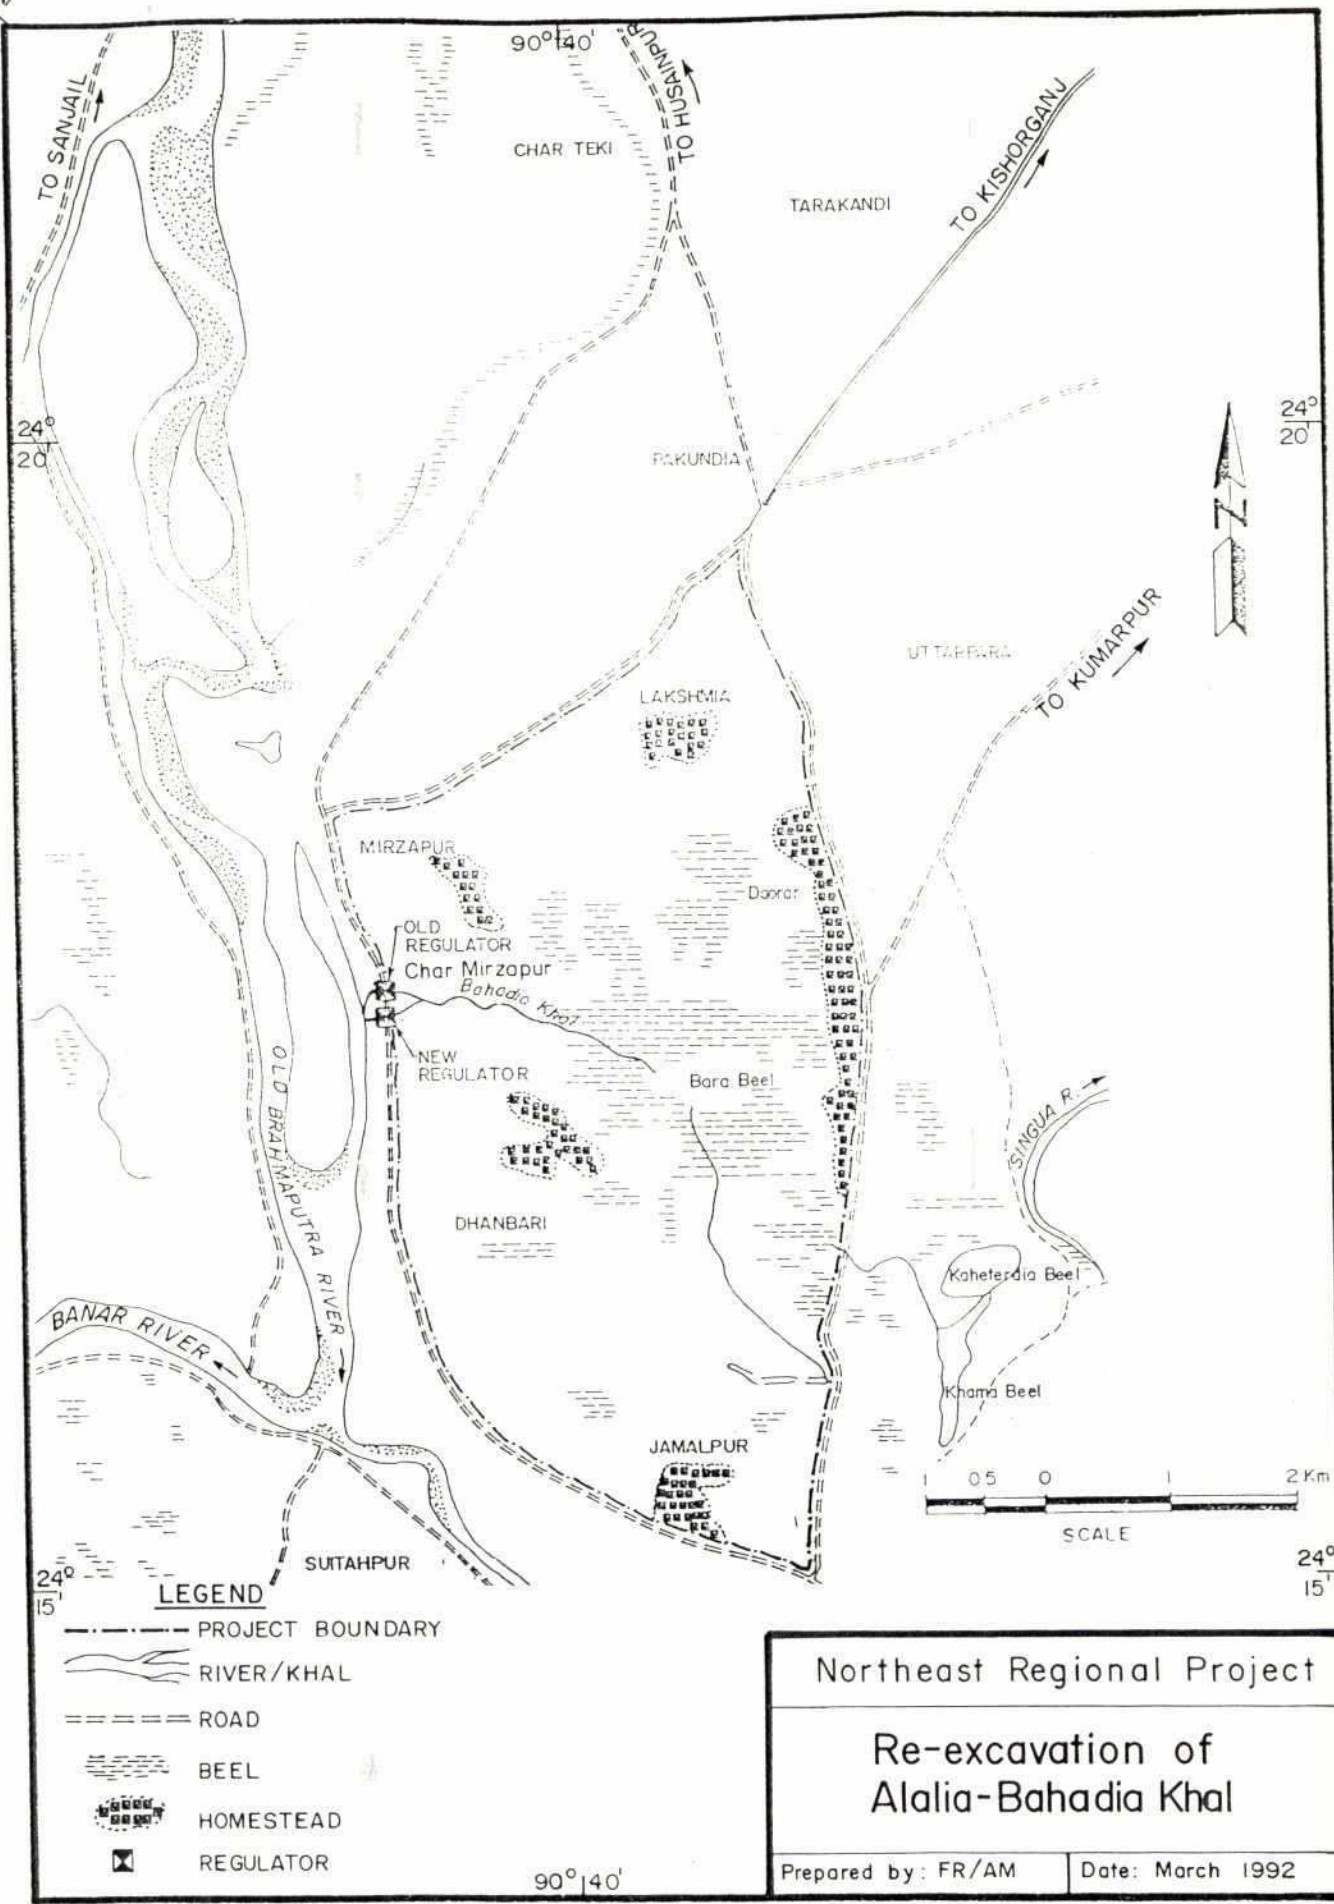 90° 40'
TO SANJAIL
TO HUSAINPUR
CHAR TEKI
TARAKANDI
TO KISHORGANJ
24°
20'
24°
20'
PAKUNDIA
N
UTTARPARA
TO KUMARPUR
LAKSHMIA
MIRZAPUR
Daorar
OLD
REGULATOR
Char Mirzapur
Bahadia Khal
NEW
REGULATOR
Bara Beel
OLD BRAHMAPUTRA RIVER
SINGUA R.
DHANBARI
Kaheterdia Beel
BANAR RIVER
Khama Beel
JAMALPUR
1 0.5 0 1 2 Km
SCALE
SUITAHPUR
24°
15'
24°
15'
LEGEND
PROJECT BOUNDARY
RIVER/KHAL
ROAD
BEEL
HOMESTEAD
REGULATOR
90° 40'
Northeast Regional Project
Re-excavation of
Alalia-Bahadia Khal
Prepared by: FR/AM
Date: March 1992